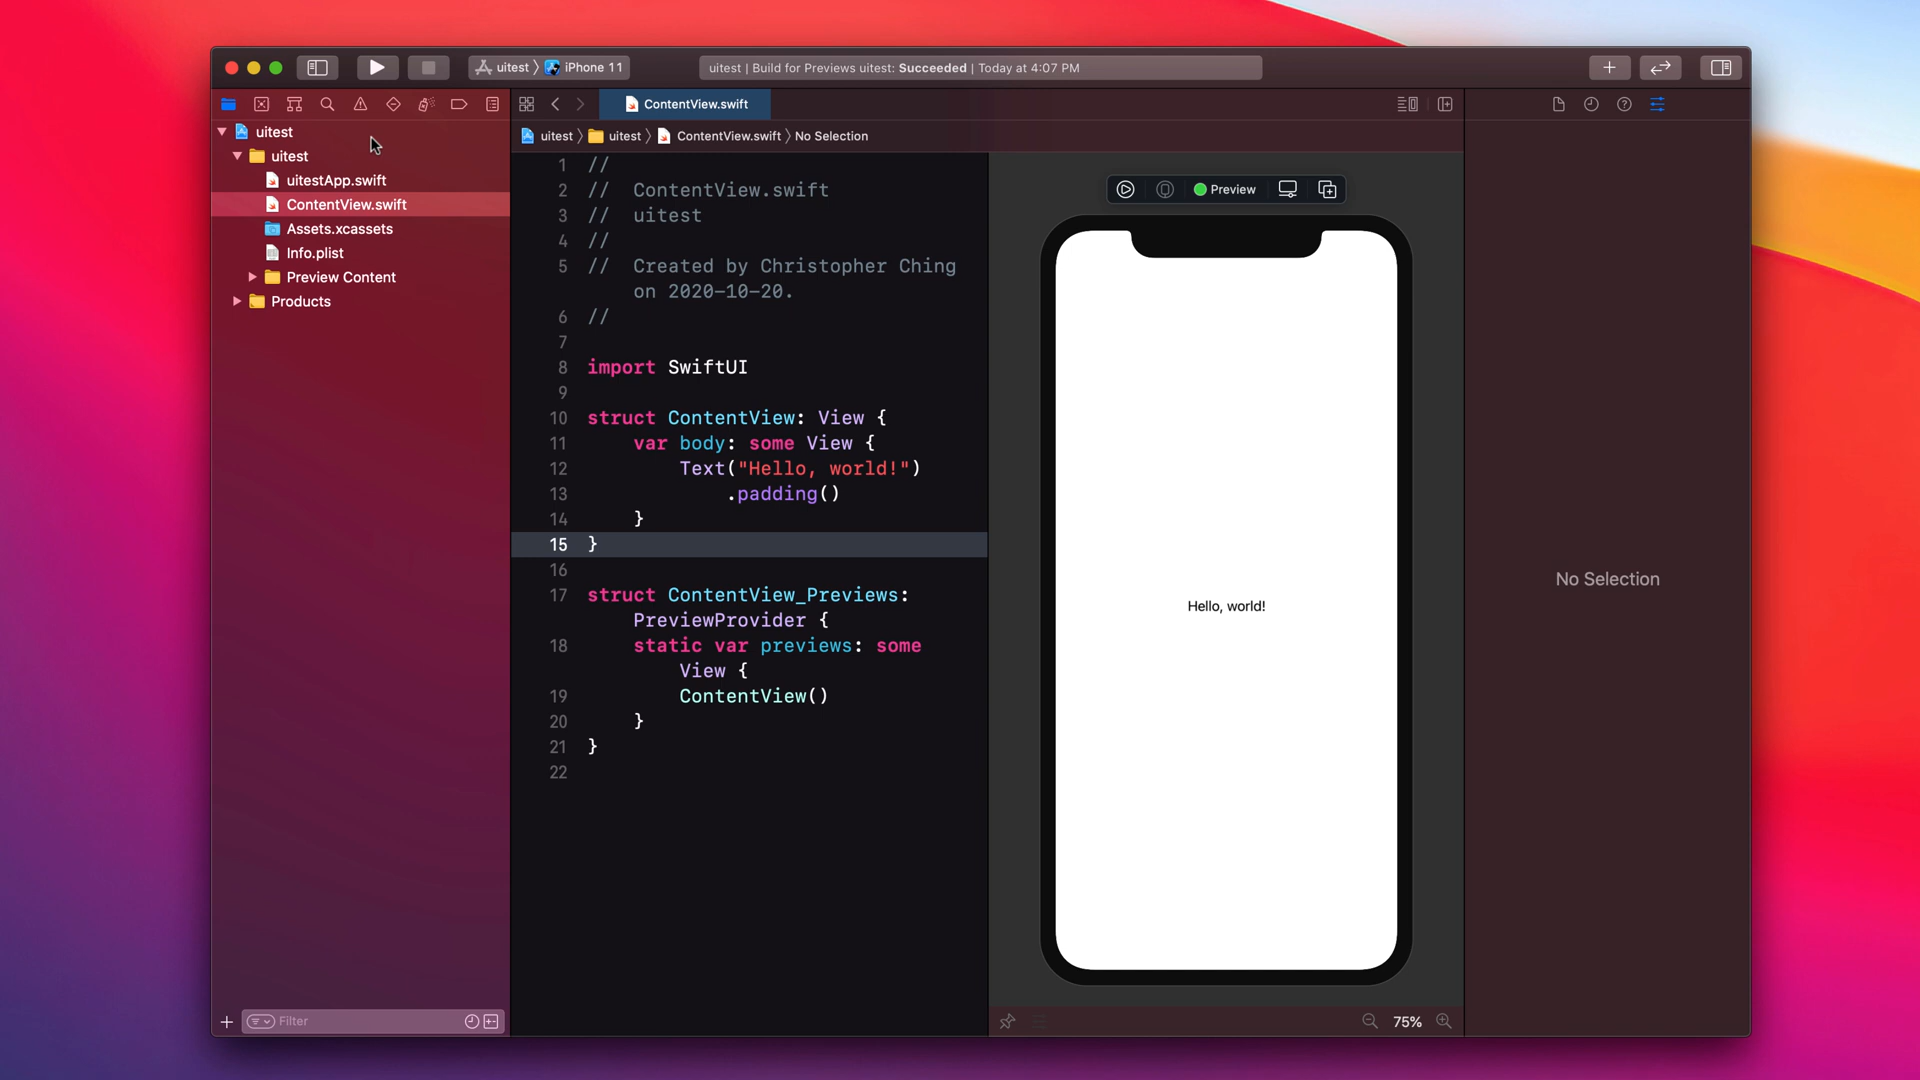 uitest 〉 iPhone 11
uitest | Build for Previews uitest: Succeeded | Today at 4:07 PM
ContentView.swift
uitest 〉 uitest 〉 ContentView.swift 〉 No Selection
uitest
uitest
uitestApp.swift
ContentView.swift
Assets.xcassets
Info.plist
Preview Content
Products
Filter
1 //
2 //  ContentView.swift
3 //  uitest
4 //
5 //  Created by Christopher Ching
on 2020-10-20.
6 //
7
8 import SwiftUI
9
10 struct ContentView: View {
11 var body: some View {
12 Text("Hello, world!")
13 .padding()
14 }
15 }
16
17 struct ContentView_Previews:
PreviewProvider {
18 static var previews: some
View {
19 ContentView()
20 }
21 }
22
Preview
Hello, world!
75%
No Selection